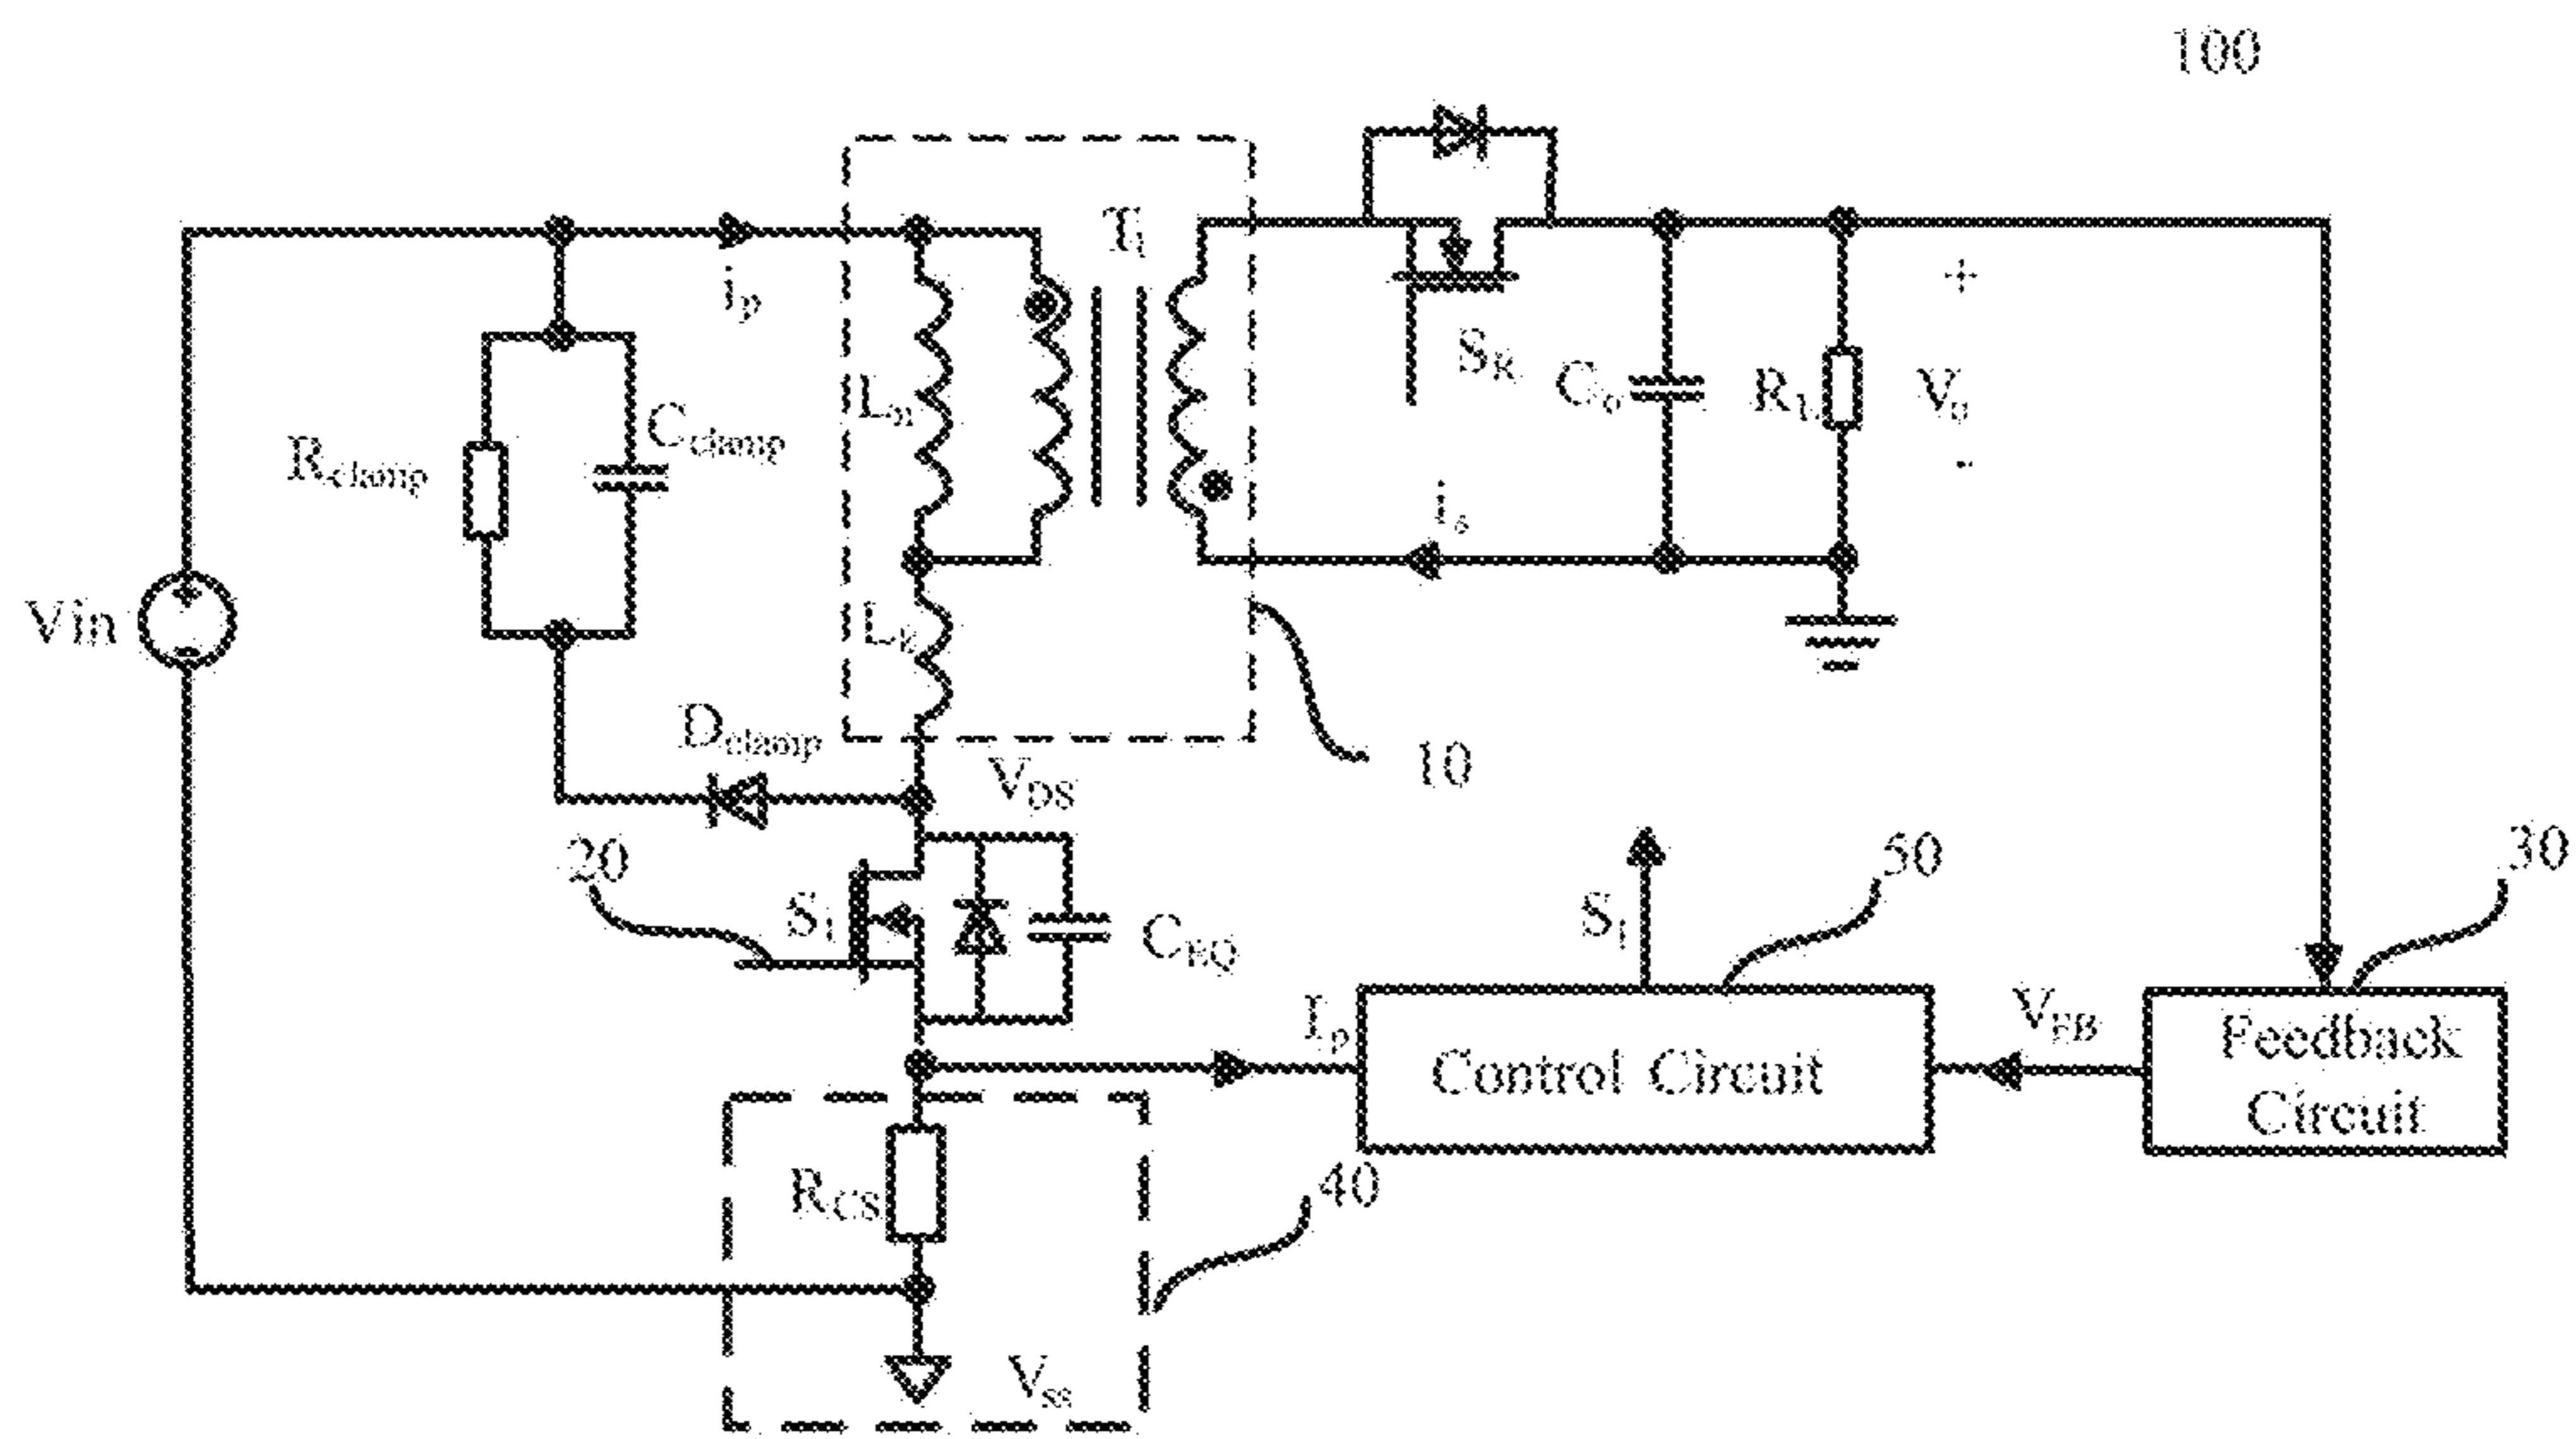 100
T1
+
ip
SR
Lm
Co
RL
Vo
Cclamp
Rclamp
-
is
Vin
+
-
Lk
Dclamp
VDS
10
20
50
30
S1
CEQ
S1
Ip
VFB
Control Circuit
Feedback
Circuit
RCS
40
Vss